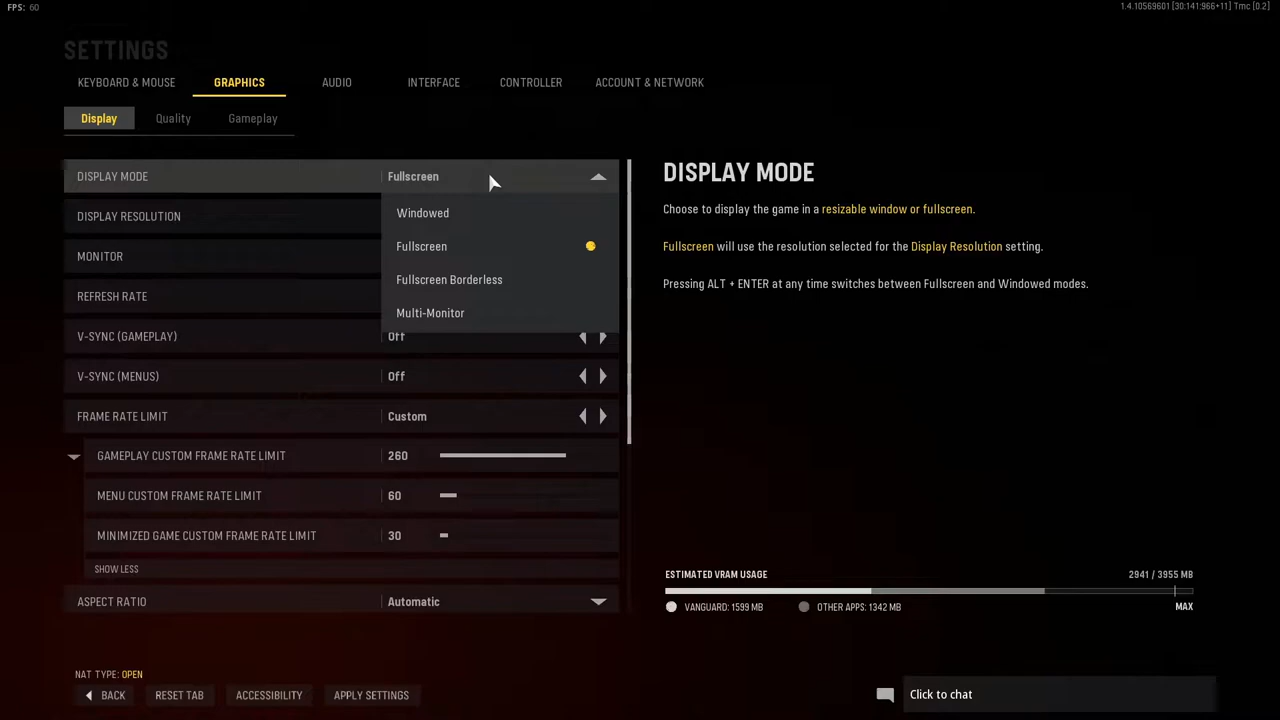 FPS: 60
1.4.10569601 [30:141:966+11] Tmc [0.2]
SETTINGS
KEYBOARD & MOUSE
GRAPHICS
AUDIO
INTERFACE
CONTROLLER
ACCOUNT & NETWORK
Display
Quality
Gameplay
DISPLAY MODE
Fullscreen
Windowed
Fullscreen
Fullscreen Borderless
Multi-Monitor
DISPLAY RESOLUTION
MONITOR
REFRESH RATE
V-SYNC (GAMEPLAY)
Off
V-SYNC (MENUS)
Off
FRAME RATE LIMIT
Custom
GAMEPLAY CUSTOM FRAME RATE LIMIT
260
MENU CUSTOM FRAME RATE LIMIT
60
MINIMIZED GAME CUSTOM FRAME RATE LIMIT
30
SHOW LESS
ASPECT RATIO
Automatic
DISPLAY MODE
Choose to display the game in a resizable window or fullscreen.
Fullscreen will use the resolution selected for the Display Resolution setting.
Pressing ALT + ENTER at any time switches between Fullscreen and Windowed modes.
ESTIMATED VRAM USAGE
2941 / 3955 MB
VANGUARD: 1599 MB
OTHER APPS: 1342 MB
MAX
NAT TYPE: OPEN
BACK
RESET TAB
ACCESSIBILITY
APPLY SETTINGS
Click to chat